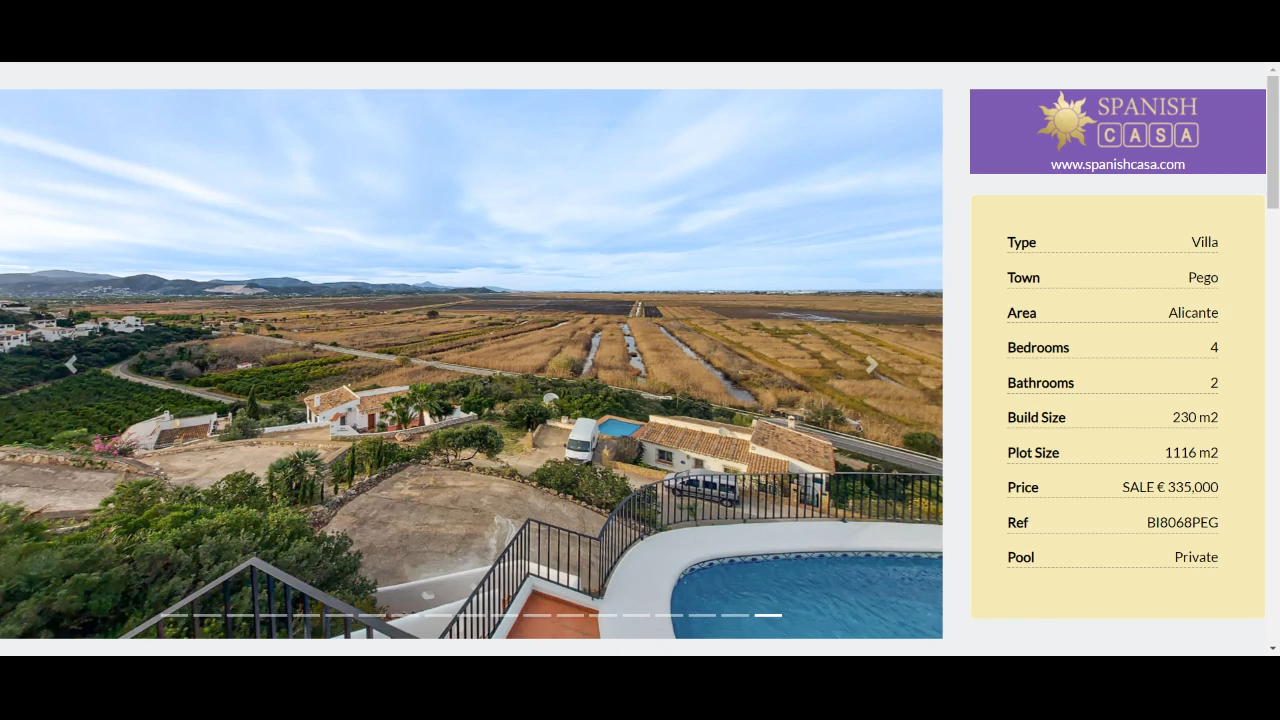 SPANISH
CASA
www.spanishcasa.com
Type Villa
Town Pego
Area Alicante
Bedrooms 4
Bathrooms 2
Build Size 230 m2
Plot Size 1116 m2
Price SALE € 335,000
Ref BI8068PEG
Pool Private